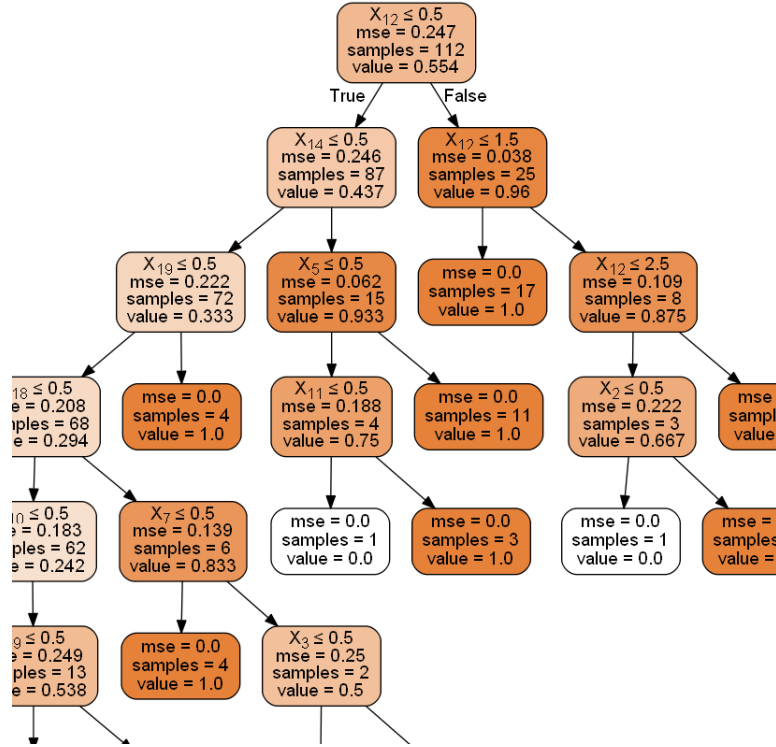 X12 ≤ 0.5
mse = 0.247
samples = 112
value = 0.554
True
False
X14 ≤ 0.5
mse = 0.246
samples = 87
value = 0.437
X12 ≤ 1.5
mse = 0.038
samples = 25
value = 0.96
X19 ≤ 0.5
mse = 0.222
samples = 72
value = 0.333
X5 ≤ 0.5
mse = 0.062
samples = 15
value = 0.933
mse = 0.0
samples = 17
value = 1.0
X12 ≤ 2.5
mse = 0.109
samples = 8
value = 0.875
18 ≤ 0.5
= 0.208
= 68
= 0.294
mse = 0.0
samples = 4
value = 1.0
X11 ≤ 0.5
mse = 0.188
samples = 4
value = 0.75
mse = 0.0
samples = 11
value = 1.0
X2 ≤ 0.5
mse = 0.222
samples = 3
value = 0.667
mse
value
10 ≤ 0.5
= 0.183
= 62
= 0.242
X7 ≤ 0.5
mse = 0.139
samples = 6
value = 0.833
mse = 0.0
samples = 1
value = 0.0
mse = 0.0
samples = 3
value = 1.0
mse = 0.0
samples = 1
value = 0.0
mse =
samples
value =
9 ≤ 0.5
= 0.249
= 13
= 0.538
mse = 0.0
samples = 4
value = 1.0
X3 ≤ 0.5
mse = 0.25
samples = 2
value = 0.5